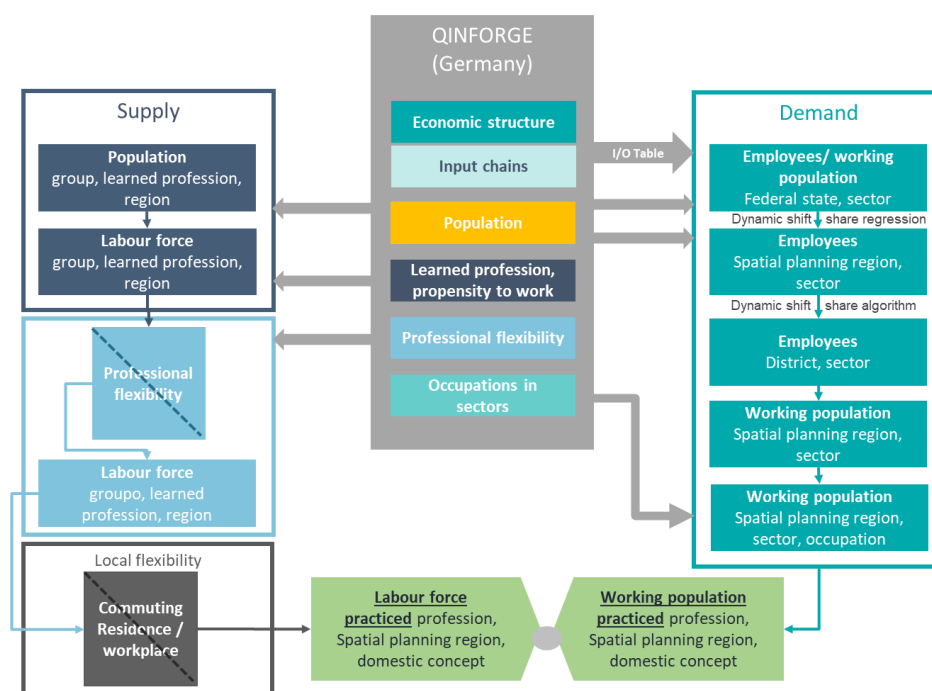 QINFORGE
(Germany)
Economic structure
Input chains
Population
Learned profession,
propensity to work
Professional flexibility
Occupations in
sectors
Supply
Population
group, learned profession,
region
Labour force
group, learned profession,
region
Professional
flexibility
Labour force
groupo, learned
profession, region
Local flexibility
Commuting
Residence /
workplace
I/O Table
Demand
Employees/ working
population
Federal state, sector
Dynamic shift share regression
Employees
Spatial planning region,
sector
Dynamic shift share algorithm
Employees
District, sector
Working population
Spatial planning region,
sector
Working population
Spatial planning region,
sector, occupation
Labour force
practiced profession,
Spatial planning region,
domestic concept
Working population
practiced profession,
Spatial planning region,
domestic concept